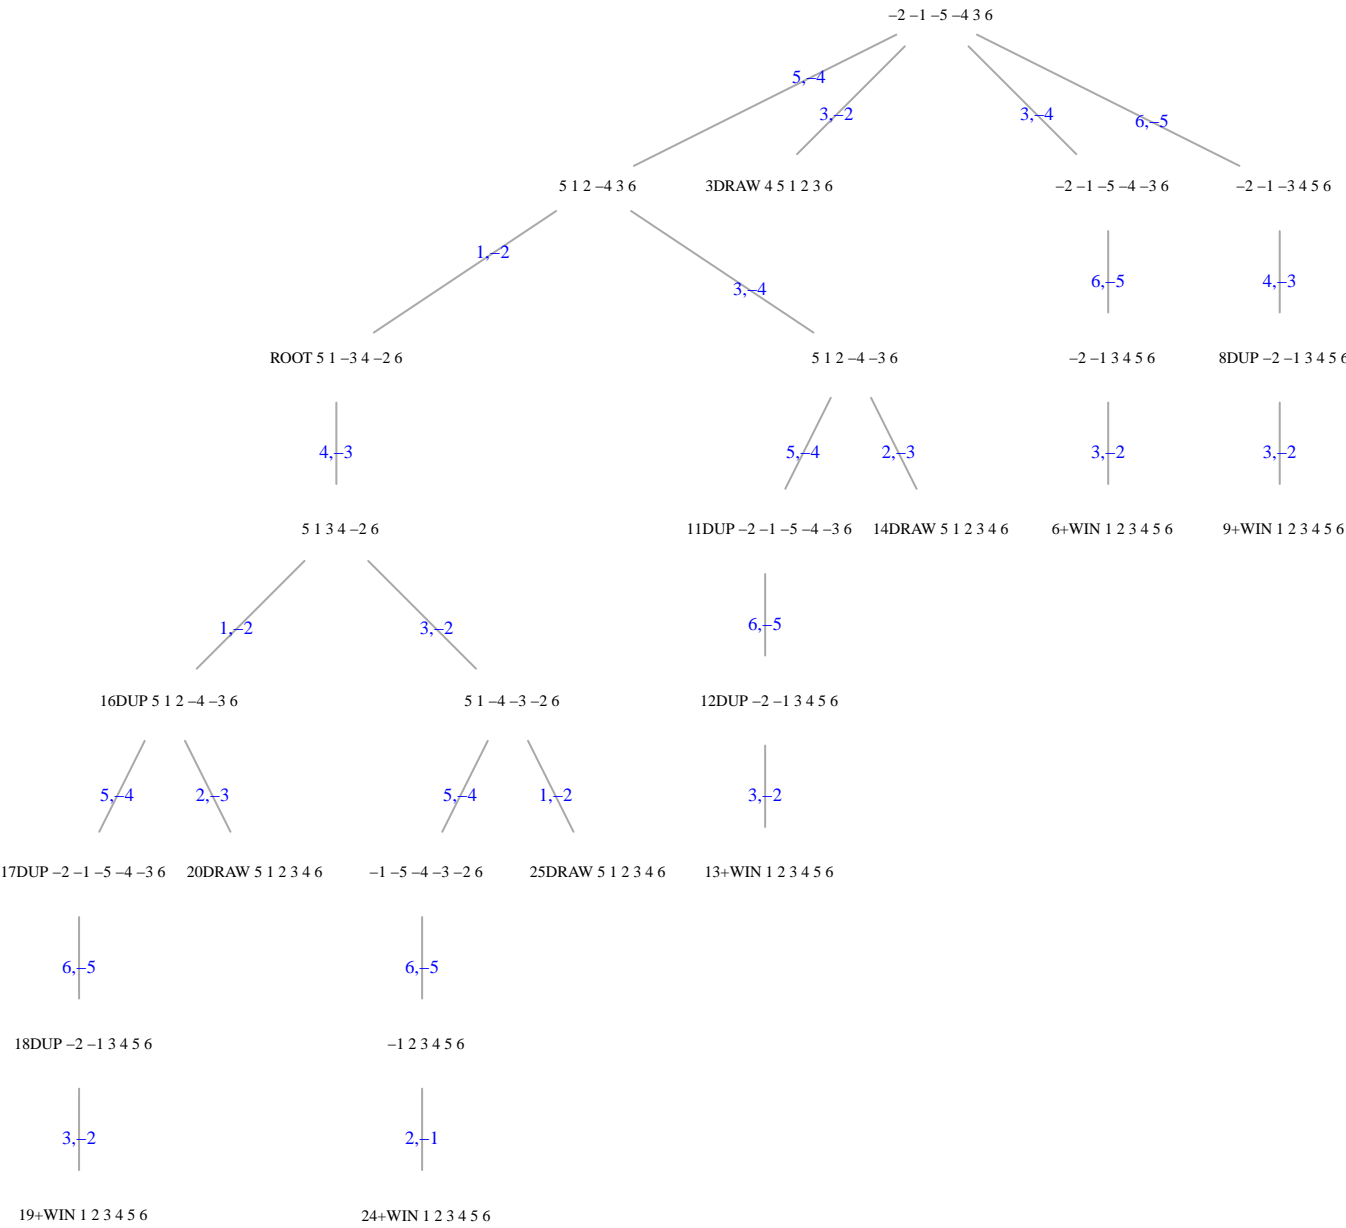 –2 –1 –5 –4 3 6
5,–4
3,–2
3,–4
6,–5
5 1 2 –4 3 6
3DRAW 4 5 1 2 3 6
–2 –1 –5 –4 –3 6
–2 –1 –3 4 5 6
1,–2
3,–4
6,–5
4,–3
ROOT 5 1 –3 4 –2 6
5 1 2 –4 –3 6
–2 –1 3 4 5 6
8DUP –2 –1 3 4 5 6
4,–3
5,–4
2,–3
3,–2
3,–2
5 1 3 4 –2 6
11DUP –2 –1 –5 –4 –3 6
14DRAW 5 1 2 3 4 6
6+WIN 1 2 3 4 5 6
9+WIN 1 2 3 4 5 6
1,–2
3,–2
6,–5
16DUP 5 1 2 –4 –3 6
5 1 –4 –3 –2 6
12DUP –2 –1 3 4 5 6
5,–4
2,–3
5,–4
1,–2
3,–2
17DUP –2 –1 –5 –4 –3 6
20DRAW 5 1 2 3 4 6
–1 –5 –4 –3 –2 6
25DRAW 5 1 2 3 4 6
13+WIN 1 2 3 4 5 6
6,–5
6,–5
18DUP –2 –1 3 4 5 6
–1 2 3 4 5 6
3,–2
2,–1
19+WIN 1 2 3 4 5 6
24+WIN 1 2 3 4 5 6